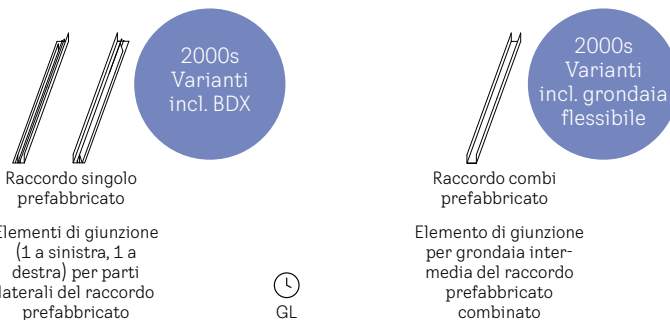 2000s
Varianti
incl. BDX
Raccordo singolo
prefabbricato
Elementi di giunzione
(1 a sinistra, 1 a
destra) per parti
laterali del raccordo
prefabbricato
GL
2000s
Varianti
incl. grondaia
flessibile
Raccordo combi
prefabbricato
Elemento di giunzione
per grondaia inter-
media del raccordo
prefabbricato
combinato